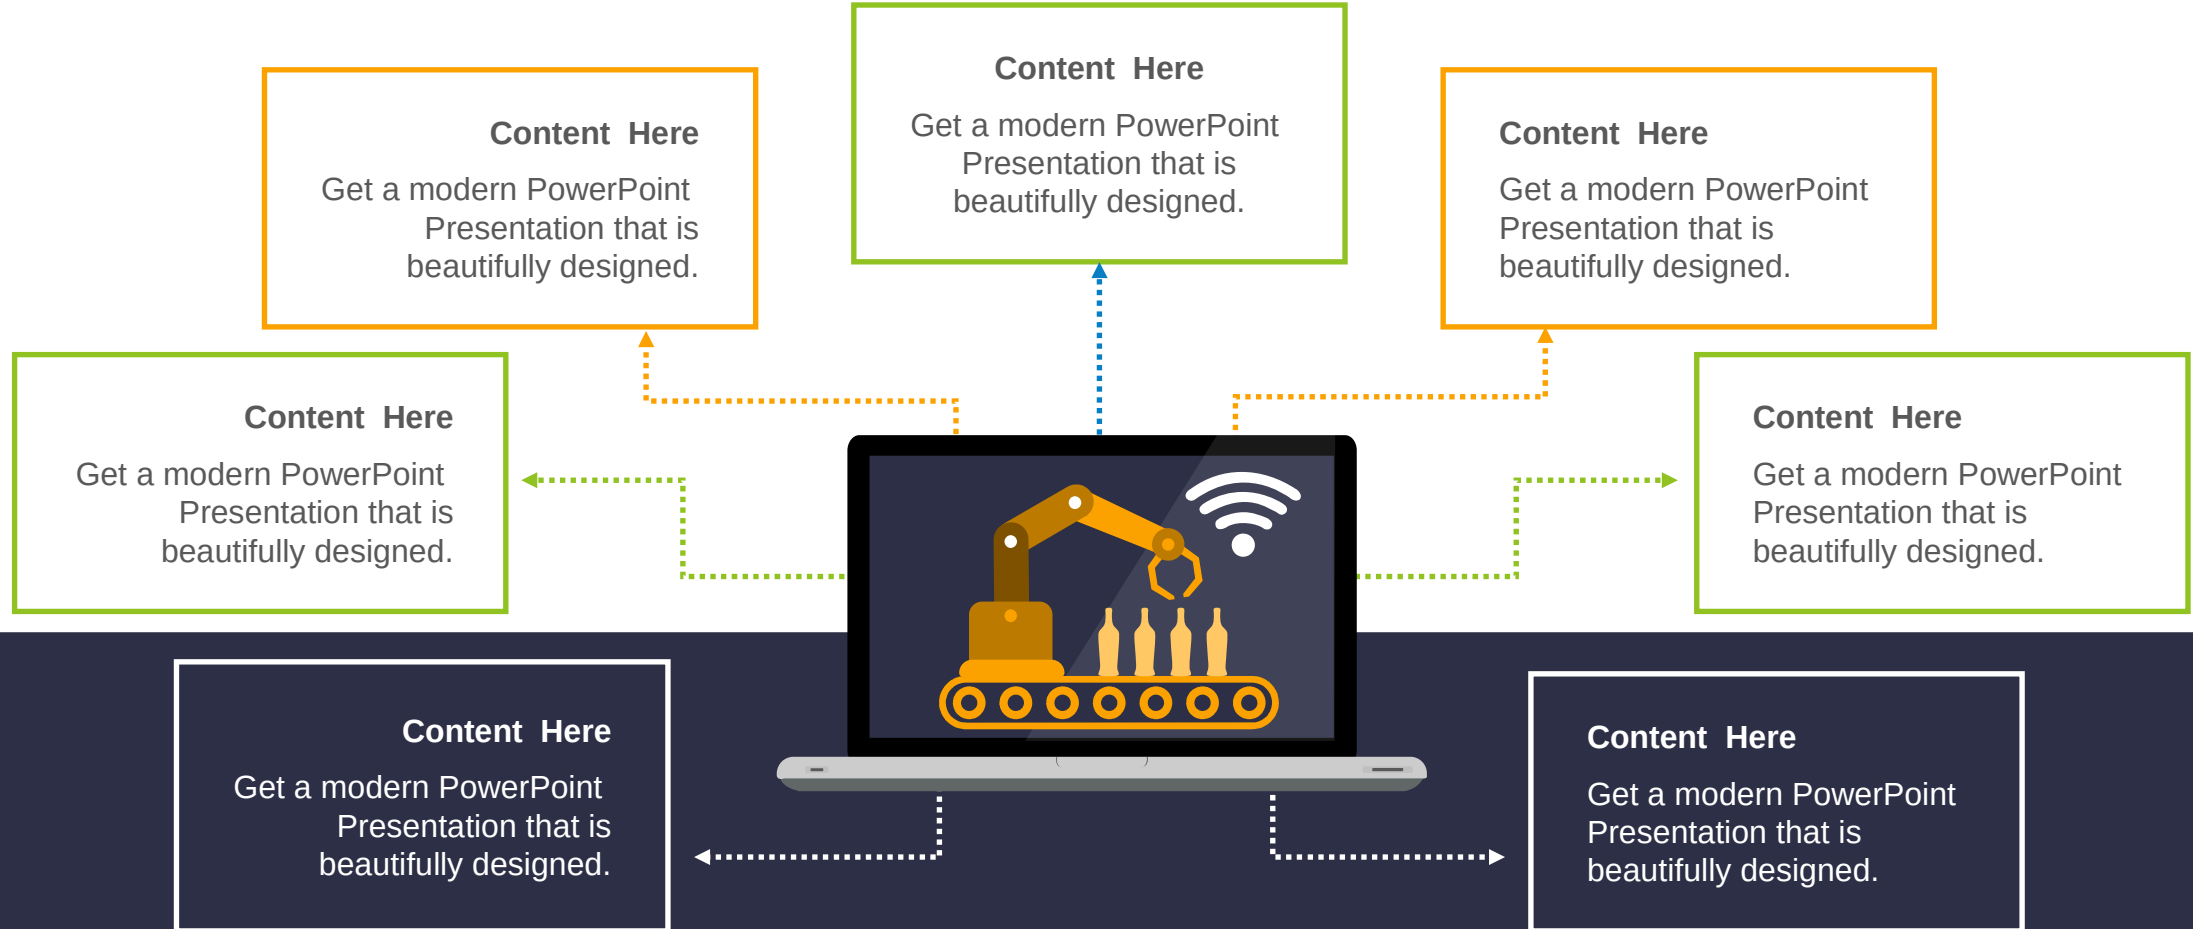 Content  Here
Get a modern PowerPoint
Presentation that is
beautifully designed.
Content  Here
Get a modern PowerPoint
Presentation that is
beautifully designed.
Content  Here
Get a modern PowerPoint
Presentation that is
beautifully designed.
Content  Here
Get a modern PowerPoint
Presentation that is
beautifully designed.
Content  Here
Get a modern PowerPoint
Presentation that is
beautifully designed.
Content  Here
Get a modern PowerPoint
Presentation that is
beautifully designed.
Content  Here
Get a modern PowerPoint
Presentation that is
beautifully designed.